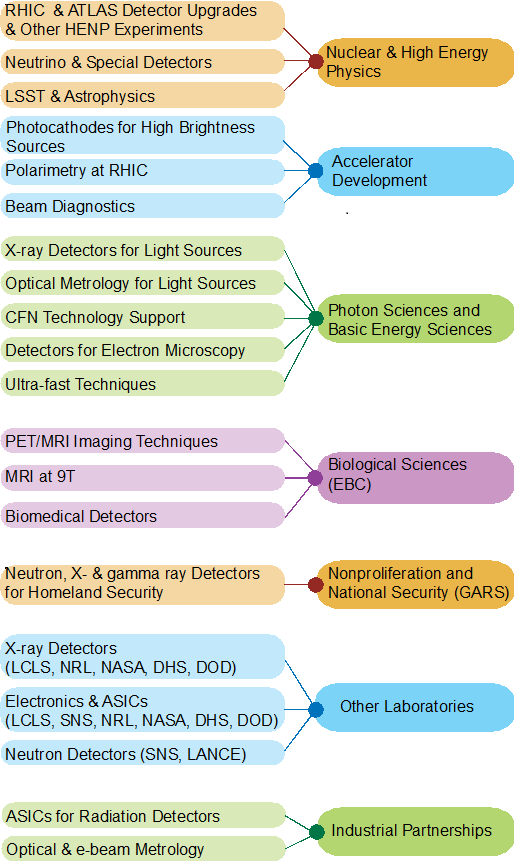 RHIC & ATLAS Detector Upgrades
& Other HENP Experiments
Neutrino & Special Detectors
LSST & Astrophysics
Nuclear & High Energy
Physics
Photocathodes for High Brightness
Sources
Polarimetry at RHIC
Beam Diagnostics
Accelerator
Development
.
X-ray Detectors for Light Sources
Optical Metrology for Light Sources
CFN Technology Support
Detectors for Electron Microscopy
Ultra-fast Techniques
Photon Sciences and
Basic Energy Sciences
PET/MRI Imaging Techniques
MRI at 9T
Biomedical Detectors
Biological Sciences
(EBC)
Neutron, X- & gamma ray Detectors
for Homeland Security
Nonproliferation and
National Security (GARS)
X-ray Detectors
(LCLS, NRL, NASA, DHS, DOD)
Electronics & ASICs
(LCLS, SNS, NRL, NASA, DHS, DOD)
Neutron Detectors (SNS, LANCE)
Other Laboratories
ASICs for Radiation Detectors
Optical & e-beam Metrology
Industrial Partnerships